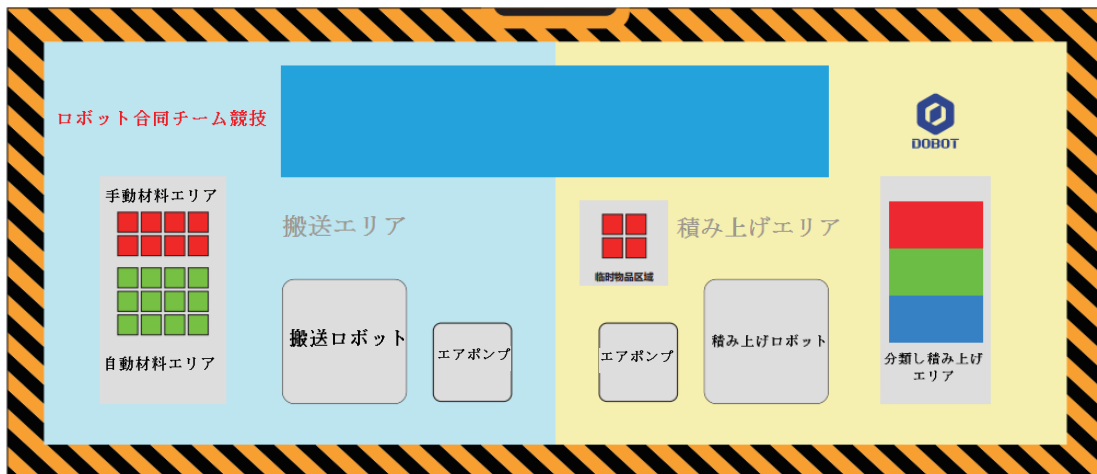 ロボット合同チーム競技
DOBOT
手動材料エリア
搬送エリア
积み上げエリア
临时物品区域
搬送ロボット
エアポンプ
エアポンプ
積み上げロボット
自動材料エリア
分類し積み上げ
エリア